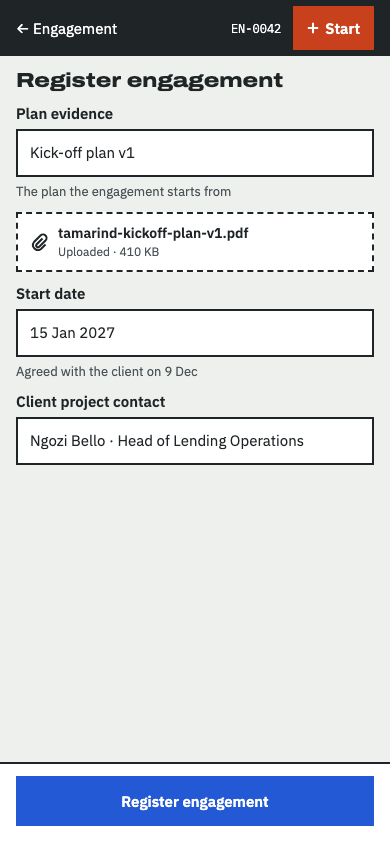 ← Engagement
EN-0042
+ Start
Register engagement
Plan evidence
Kick-off plan v1
The plan the engagement starts from
tamarind-kickoff-plan-v1.pdf
Uploaded · 410 KB
Start date
15 Jan 2027
Agreed with the client on 9 Dec
Client project contact
Ngozi Bello · Head of Lending Operations
Register engagement